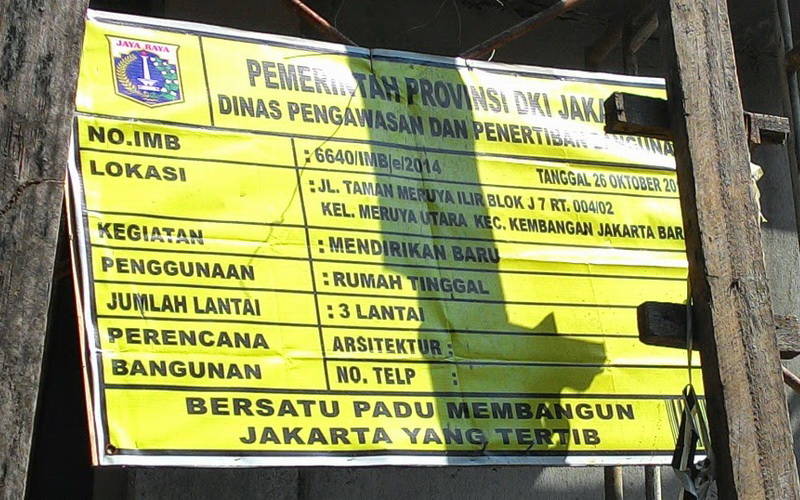 JAYA RAYA
PEMERINTAH PROVINSI DKI JAKA
DINAS PENGAWASAN DAN PENERTIBAN BANGUNA
NO.IMB : 6640/IMB/e/2014 TANGGAL 26 OKTOBER 20
LOKASI : JL. TAMAN MERUYA ILIR BLOK J 7 RT. 004/02
KEL. MERUYA UTARA KEC. KEMBANGAN JAKARTA BAR
KEGIATAN : MENDIRIKAN BARU
PENGGUNAAN : RUMAH TINGGAL
JUMLAH LANTAI : 3 LANTAI
PERENCANA ARSITEKTUR :
BANGUNAN NO. TELP :
BERSATU PADU MEMBANGUN
JAKARTA YANG TERTIB